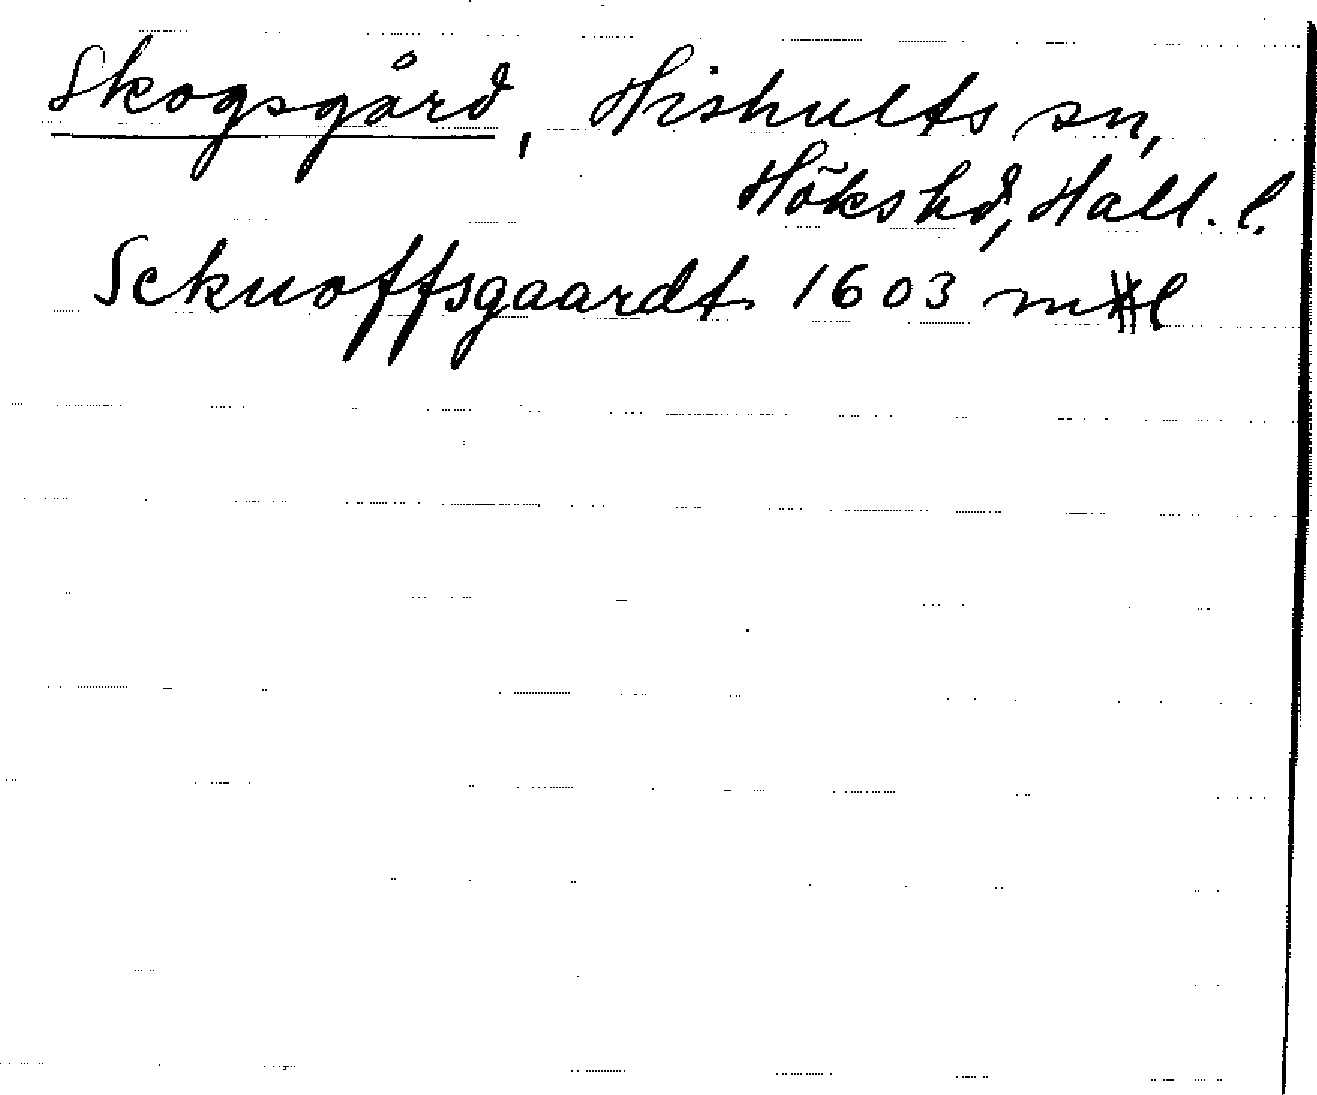 Skogsgård, Hishults sn,
Höks hd, Hall. l.
Sckuoffsgaardt 1603